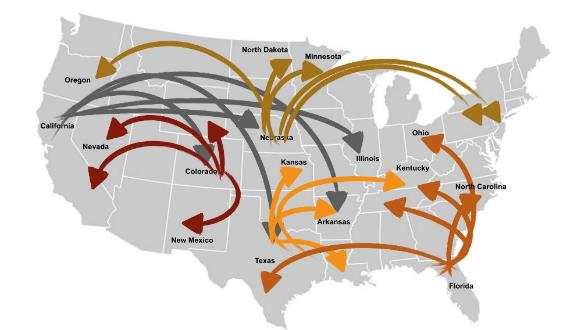 North Dakota
Minnesota
Oregon
California
Nebraska
Ohio
Nevada
Illinois
Kansas
Kentucky
Colorado
North Carolina
Arkansas
New Mexico
Texas
Florida